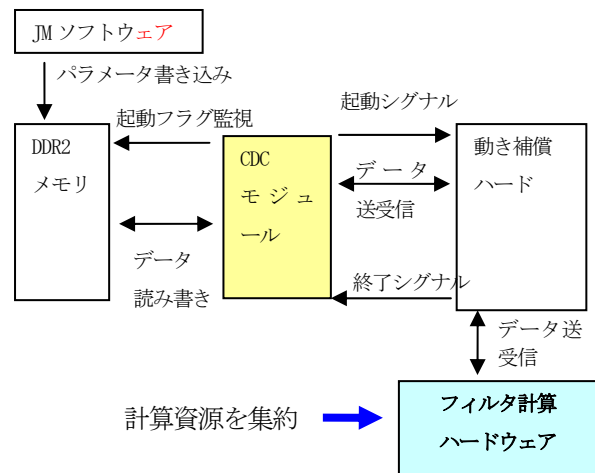 JM ソフトウェア
パラメータ書き込み
起動フラグ監視
起動シグナル
DDR2
メモリ
CDC
モ ジ ュ
ール
動き補償
ハード
デ ー タ
送受信
データ
読み書き
終了シグナル
データ送
受信
計算資源を集約
フィルタ計算
ハードウェア